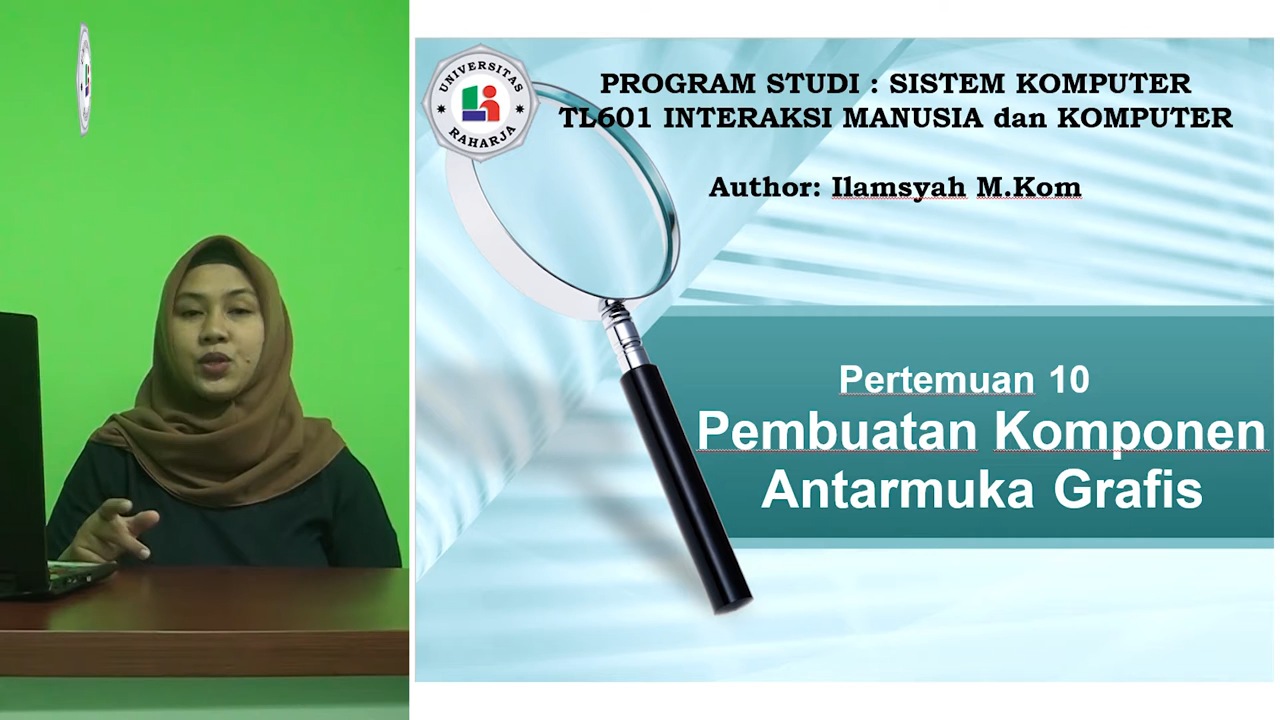 UNIVERSITAS
RAHARJA
PROGRAM STUDI : SISTEM KOMPUTER
TL601 INTERAKSI MANUSIA dan KOMPUTER
Author: Ilamsyah M.Kom
Pertemuan 10
Pembuatan Komponen
Antarmuka Grafis